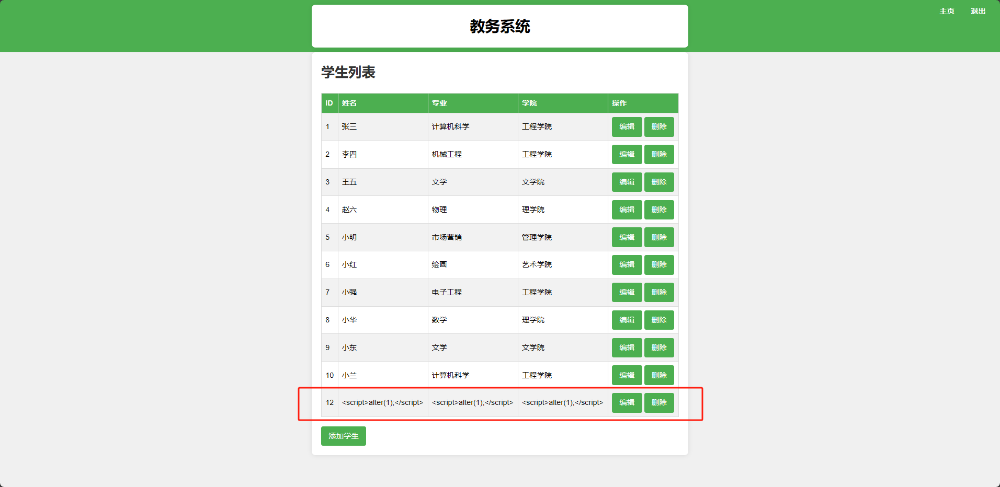 主页 退出
教务系统
学生列表
ID 姓名 专业 学院 操作
1 张三 计算机科学 工程学院 编辑 删除
2 李四 机械工程 工程学院 编辑 删除
3 王五 文学 文学院 编辑 删除
4 赵六 物理 理学院 编辑 删除
5 小明 市场营销 管理学院 编辑 删除
6 小红 绘画 艺术学院 编辑 删除
7 小强 电子工程 工程学院 编辑 删除
8 小华 数学 理学院 编辑 删除
9 小东 文学 文学院 编辑 删除
10 小兰 计算机科学 工程学院 编辑 删除
12 <script>alter(1);</script> <script>alter(1);</script> <script>alter(1);</script> 编辑 删除
添加学生